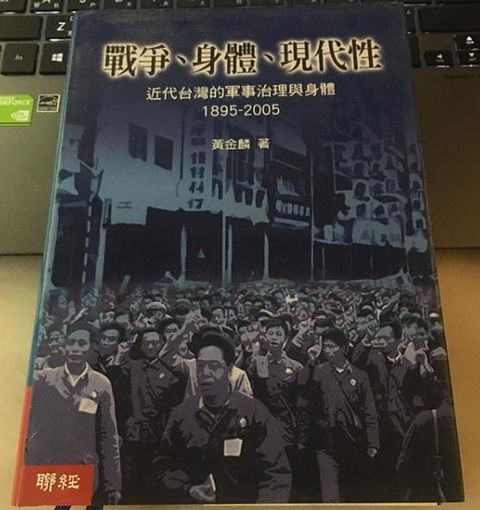 戰爭、身體、現代性
近代台灣的軍事治理與身體
1895-2005
黃金麟 著
聯經
GEFORCE